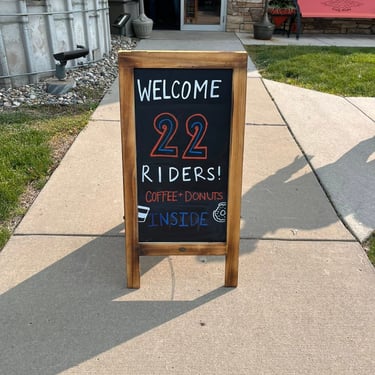 WELCOME
22
RIDERS!
COFFEE + DONUTS
INSIDE